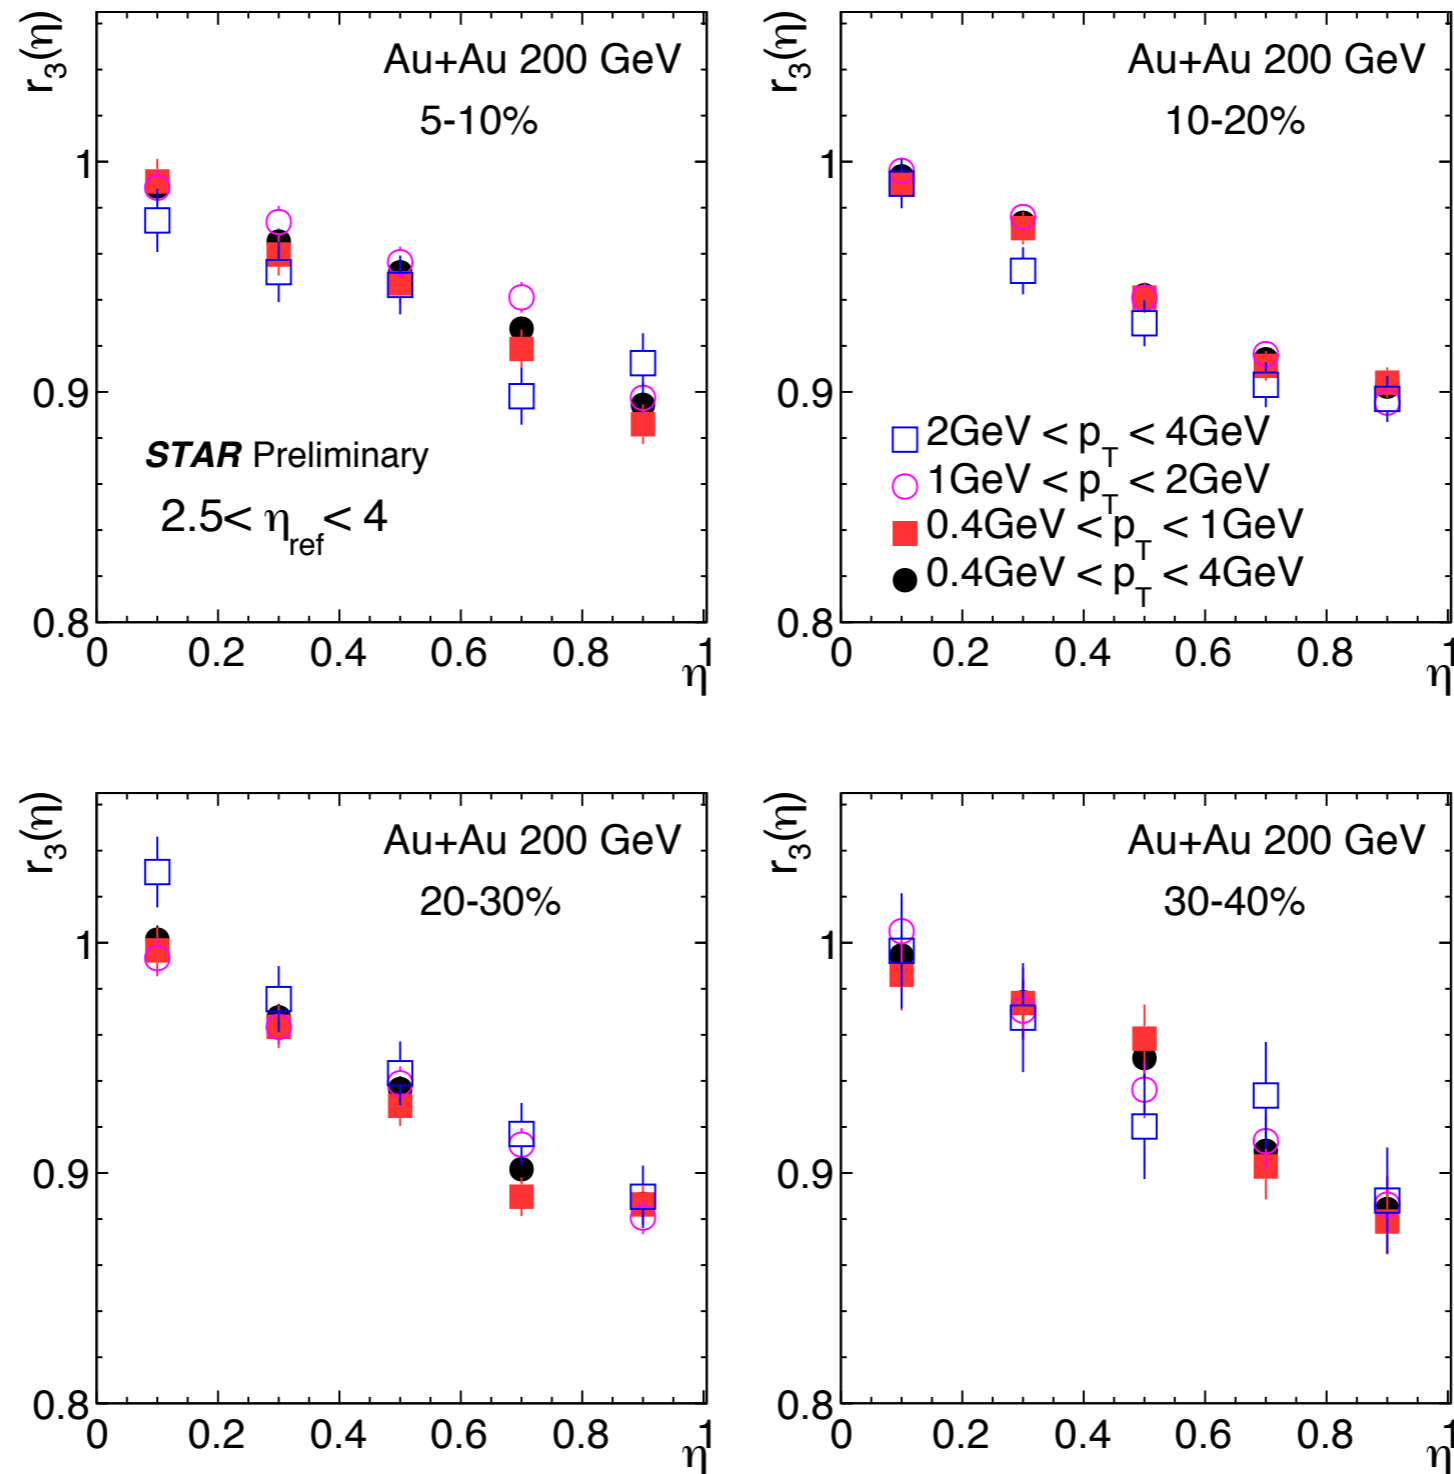 r3(η)
Au+Au 200 GeV
5-10%
1
0.9
STAR Preliminary
2.5< ηref < 4
0.8
0 0.2 0.4 0.6 0.8 1
η
r3(η)
Au+Au 200 GeV
10-20%
1
0.9
2GeV < pT < 4GeV
1GeV < pT < 2GeV
0.4GeV < pT < 1GeV
0.4GeV < pT < 4GeV
0.8
0 0.2 0.4 0.6 0.8 1
η
r3(η)
Au+Au 200 GeV
20-30%
1
0.9
0.8
0 0.2 0.4 0.6 0.8 1
η
r3(η)
Au+Au 200 GeV
30-40%
1
0.9
0.8
0 0.2 0.4 0.6 0.8 1
η